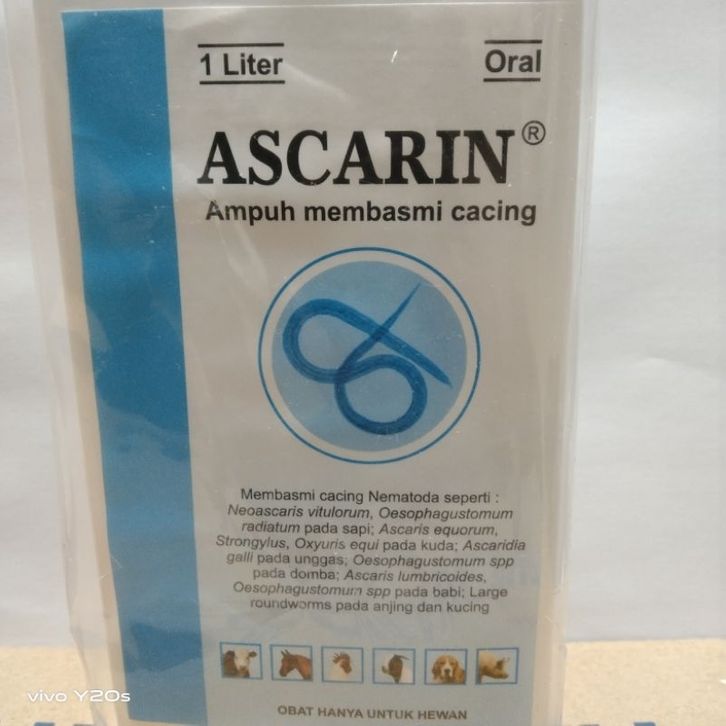 1 Liter
Oral
ASCARIN®
Ampuh membasmi cacing
Membasmi cacing Nematoda seperti :
Neoascaris vitulorum, Oesophagustomum
radiatum pada sapi; Ascaris equorum,
Strongylus, Oxyuris equi pada kuda; Ascaridia
galli pada unggas; Oesophagustomum spp
pada domba; Ascaris lumbricoides,
Oesophagustomum spp pada babi; Large
roundworms pada anjing dan kucing
OBAT HANYA UNTUK HEWAN
vivo Y20s